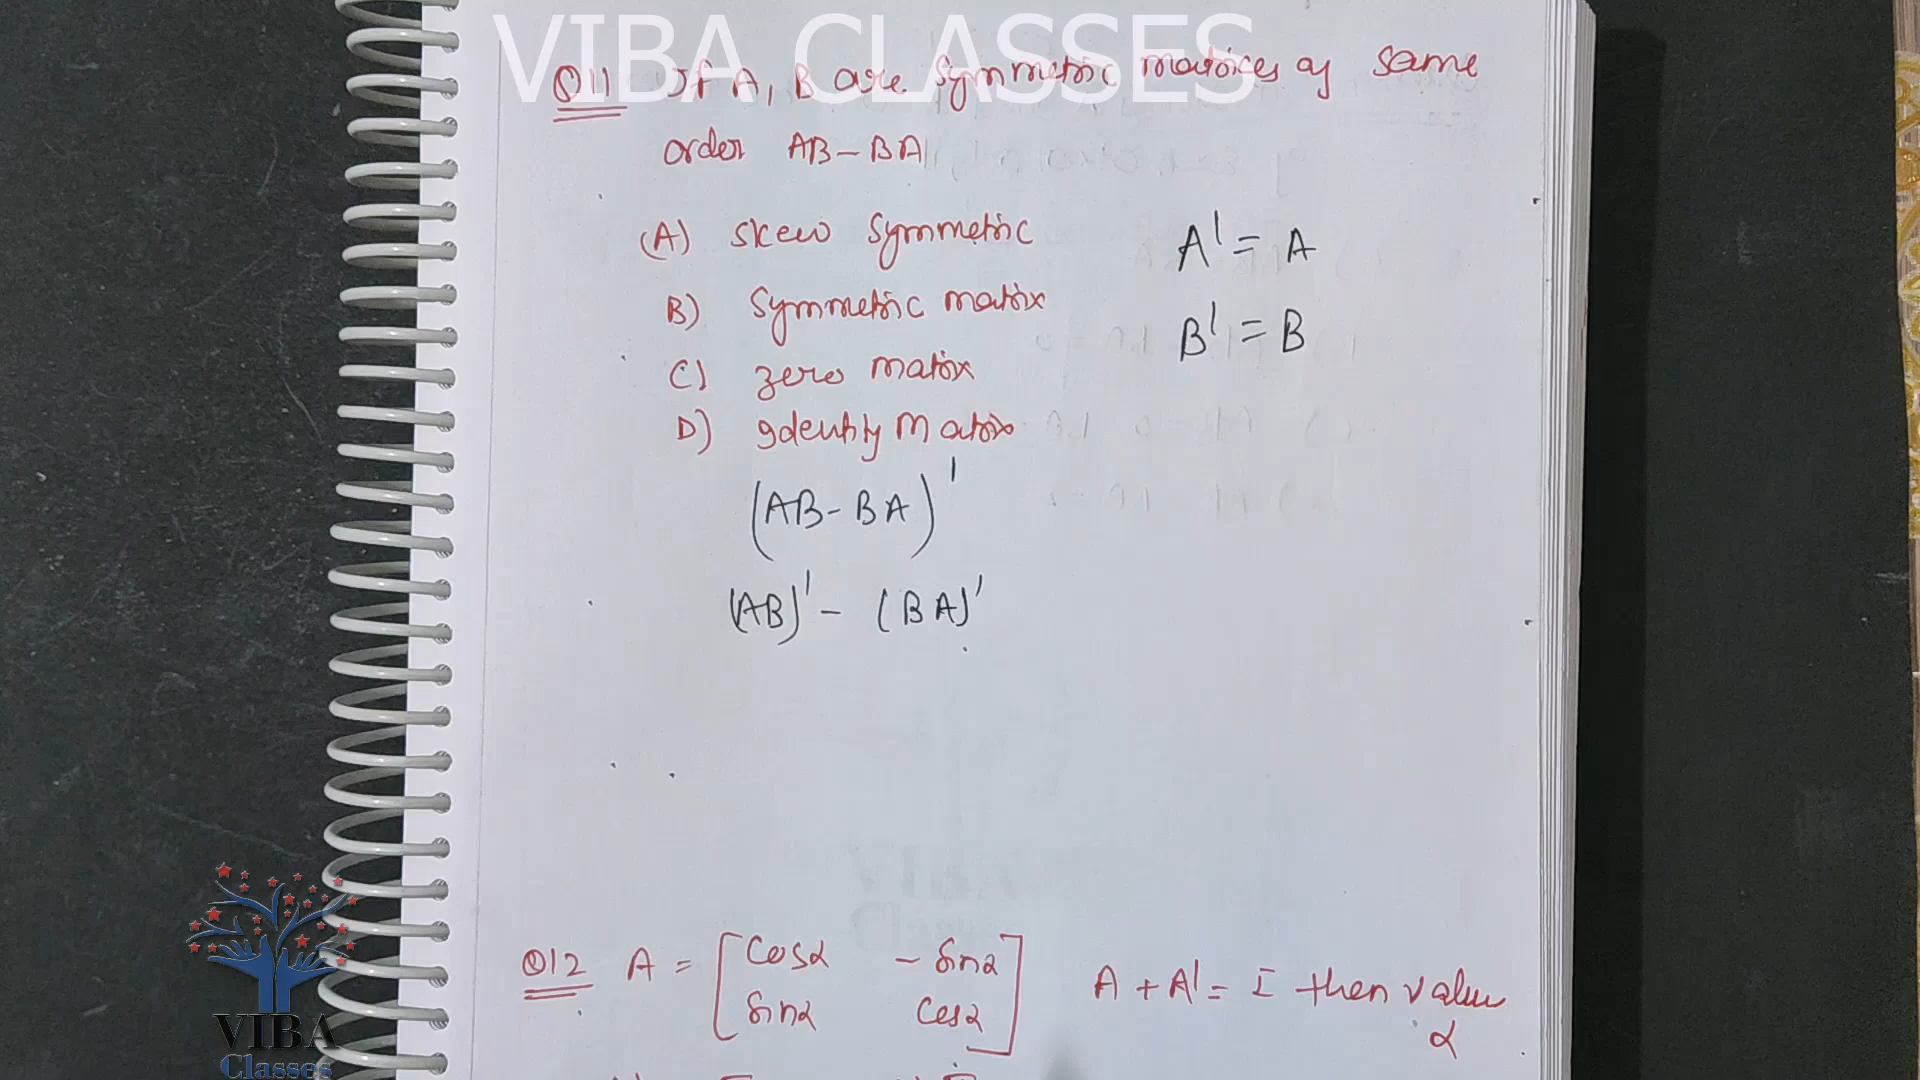 VIBA CLASSES
Q11 If A, B are Symmetric matrices of same
order AB-BA
(A) Skew Symmetric
B) Symmetric matrix
C) zero matrix
D) Identity Matrix
A' = A
B' = B
(AB-BA)'
(AB)' - (BA)'
Q12 A = [cosα -sinα
sinα cosα] A + A' = I then value
α
VIBA
Classes